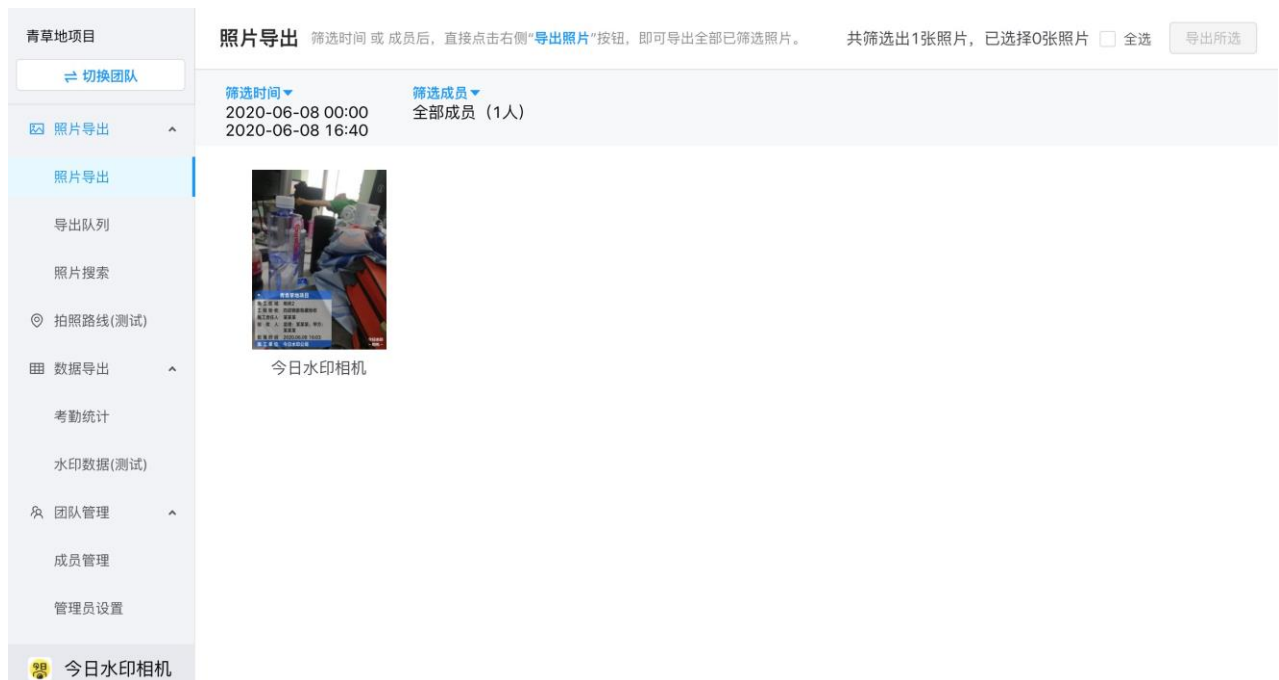 青草地项目
切换团队
照片导出
照片导出
导出队列
照片搜索
拍照路线(测试)
数据导出
考勤统计
水印数据(测试)
团队管理
成员管理
管理员设置
今日水印相机
照片导出 筛选时间 或 成员后，直接点击右侧“导出照片”按钮，即可导出全部已筛选照片。 共筛选出1张照片，已选择0张照片 全选 导出所选
筛选时间 筛选成员
2020-06-08 00:00 全部成员（1人）
2020-06-08 16:40
青青草地项目
今日水印相机